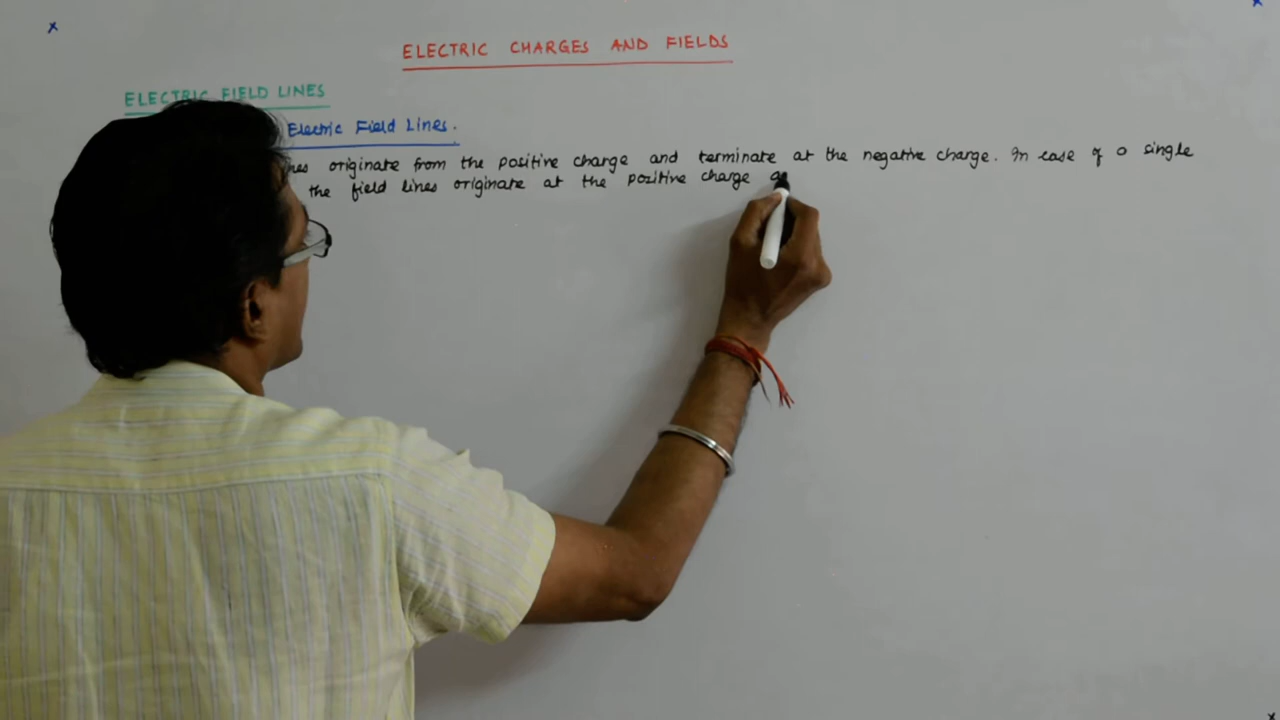 ELECTRIC CHARGES AND FIELDS
ELECTRIC FIELD LINES
Electric Field Lines.
originate from the positive charge and terminate at the negative charge. In case of a single
the field lines originate at the positive charge